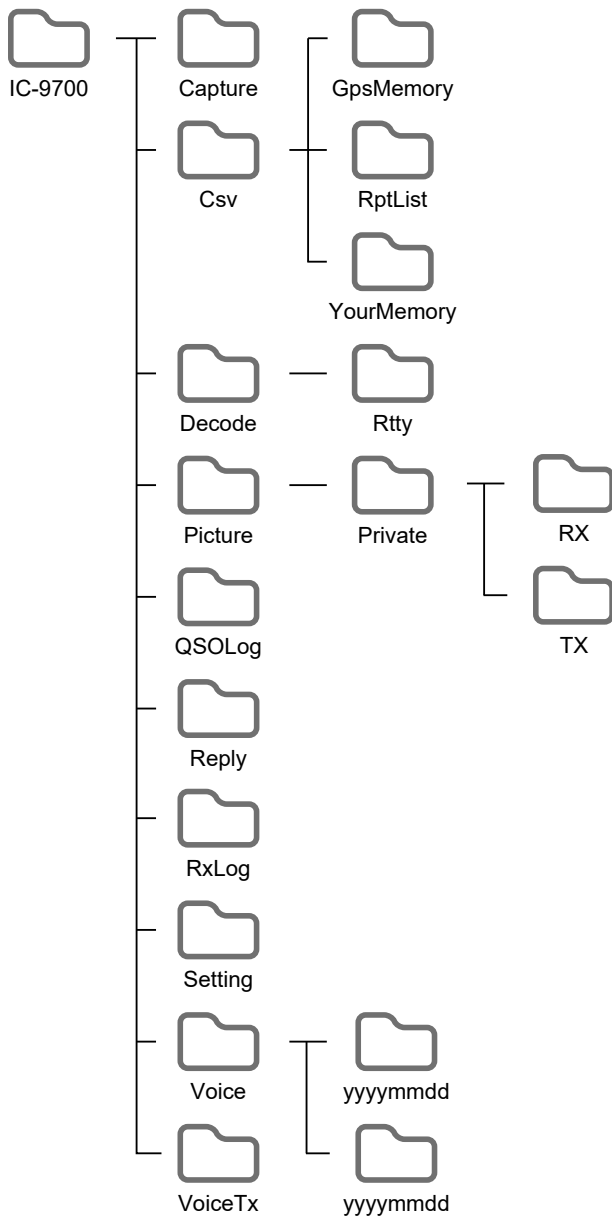 IC-9700 Capture GpsMemory
Csv RptList
YourMemory
Decode Rtty
Picture Private RX
QSOLog TX
Reply
RxLog
Setting
Voice yyyymmdd
VoiceTx yyyymmdd